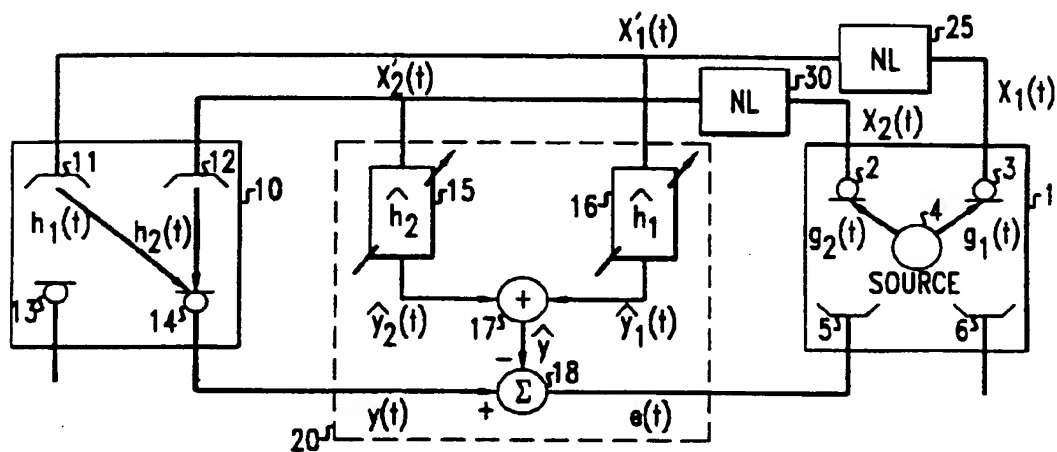 X′₁(t)
25
NL
X′₂(t)
30
NL
X₁(t)
X₂(t)
11
12
10
ĥ₂
15
16
ĥ₁
2
3
4
1
h₁(t)
h₂(t)
g₂(t)
g₁(t)
SOURCE
13
14
ŷ₂(t)
17
+
ŷ₁(t)
5
6
ŷ
−
Σ
18
+
y(t)
e(t)
20